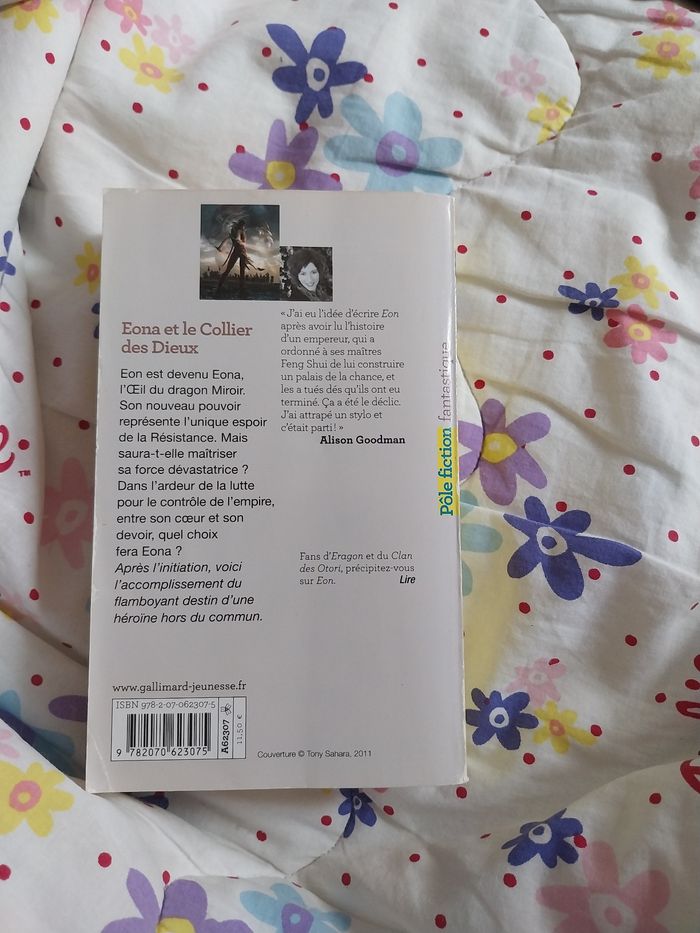 Eona et le Collier
des Dieux
Eon est devenu Eona,
l'Œil du dragon Miroir.
Son nouveau pouvoir
représente l'unique espoir
de la Résistance. Mais
saura-t-elle maîtriser
sa force dévastatrice ?
Dans l'ardeur de la lutte
pour le contrôle de l'empire,
entre son cœur et son
devoir, quel choix
fera Eona ?
Après l'initiation, voici
l'accomplissement du
flamboyant destin d'une
héroïne hors du commun.
« J'ai eu l'idée d'écrire Eon
après avoir lu l'histoire
d'un empereur, qui a
ordonné à ses maîtres
Feng Shui de lui construire
un palais de la chance, et
les a tués dés qu'ils ont eu
terminé. Ça a été le déclic.
J'ai attrapé un stylo et
c'était parti ! »
Alison Goodman
Fans d'Eragon et du Clan
des Otori, précipitez-vous
sur Eon. Lire
Pôle fiction fantastique
www.gallimard-jeunesse.fr
ISBN 978-2-07-062307-5
9 782070 623075
A62307
11,50 €
Couverture © Tony Sahara, 2011
TM